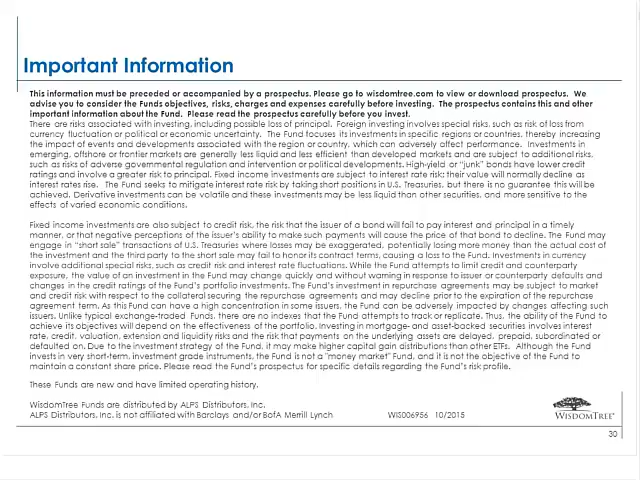 Important Information
This information must be preceded or accompanied by a prospectus. Please go to wisdomtree.com to view or download prospectus. We
advise you to consider the Funds objectives, risks, charges and expenses carefully before investing. The prospectus contains this and other
important information about the Fund. Please read the prospectus carefully before you invest.
There are risks associated with investing, including possible loss of principal. Foreign investing involves special risks, such as risk of loss from
currency fluctuation or political or economic uncertainty. The Fund focuses its investments in specific regions or countries, thereby increasing
the impact of events and developments associated with the region or country, which can adversely affect performance. Investments in
emerging, offshore or frontier markets are generally less liquid and less efficient than developed markets and are subject to additional risks,
such as risks of adverse governmental regulation and intervention or political developments. High-yield or “junk” bonds have lower credit
ratings and involve a greater risk to principal. Fixed income investments are subject to interest rate risk; their value will normally decline as
interest rates rise. The Fund seeks to mitigate interest rate risk by taking short positions in U.S. Treasuries, but there is no guarantee this will be
achieved. Derivative investments can be volatile and these investments may be less liquid than other securities, and more sensitive to the
effects of varied economic conditions.
Fixed income investments are also subject to credit risk, the risk that the issuer of a bond will fail to pay interest and principal in a timely
manner, or that negative perceptions of the issuer’s ability to make such payments will cause the price of that bond to decline. The Fund may
engage in “short sale” transactions of U.S. Treasuries where losses may be exaggerated, potentially losing more money than the actual cost of
the investment and the third party to the short sale may fail to honor its contract terms, causing a loss to the Fund. Investments in currency
involve additional special risks, such as credit risk and interest rate fluctuations. While the Fund attempts to limit credit and counterparty
exposure, the value of an investment in the Fund may change quickly and without warning in response to issuer or counterparty defaults and
changes in the credit ratings of the Fund’s portfolio investments. The Fund’s investment in repurchase agreements may be subject to market
and credit risk with respect to the collateral securing the repurchase agreements and may decline prior to the expiration of the repurchase
agreement term. As this Fund can have a high concentration in some issuers, the Fund can be adversely impacted by changes affecting such
issuers. Unlike typical exchange-traded Funds, there are no indexes that the Fund attempts to track or replicate. Thus, the ability of the Fund to
achieve its objectives will depend on the effectiveness of the portfolio. Investing in mortgage- and asset-backed securities involves interest
rate, credit, valuation, extension and liquidity risks and the risk that payments on the underlying assets are delayed, prepaid, subordinated or
defaulted on. Due to the investment strategy of the Fund, it may make higher capital gain distributions than other ETFs. Although the Fund
invests in very short-term, investment grade instruments, the Fund is not a "money market" Fund, and it is not the objective of the Fund to
maintain a constant share price. Please read the Fund’s prospectus for specific details regarding the Fund’s risk profile.
These Funds are new and have limited operating history.
WisdomTree Funds are distributed by ALPS Distributors, Inc.
ALPS Distributors, Inc. is not affiliated with Barclays and/or BofA Merrill Lynch WIS006956 10/2015
WISDOMTREE
30